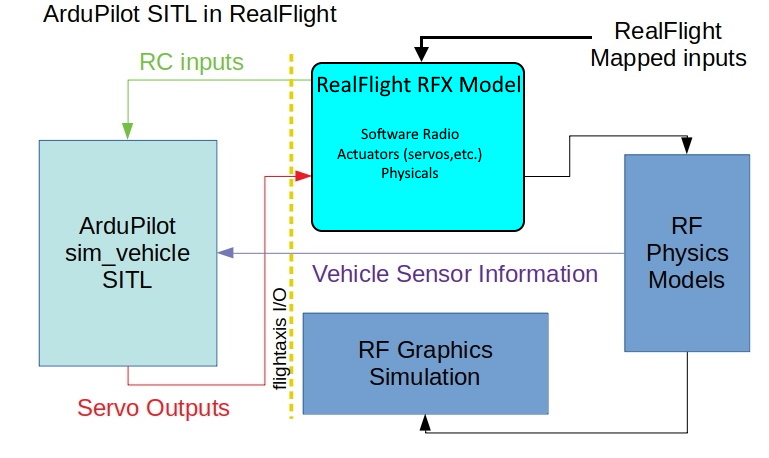 ArduPilot SITL in RealFlight
RealFlight
Mapped inputs
RC inputs
RealFlight RFX Model
Software Radio
Actuators (servos,etc.)
Physicals
ArduPilot
sim_vehicle
SITL
RF
Physics
Models
Vehicle Sensor Information
flightaxis I/O
RF Graphics
Simulation
Servo Outputs